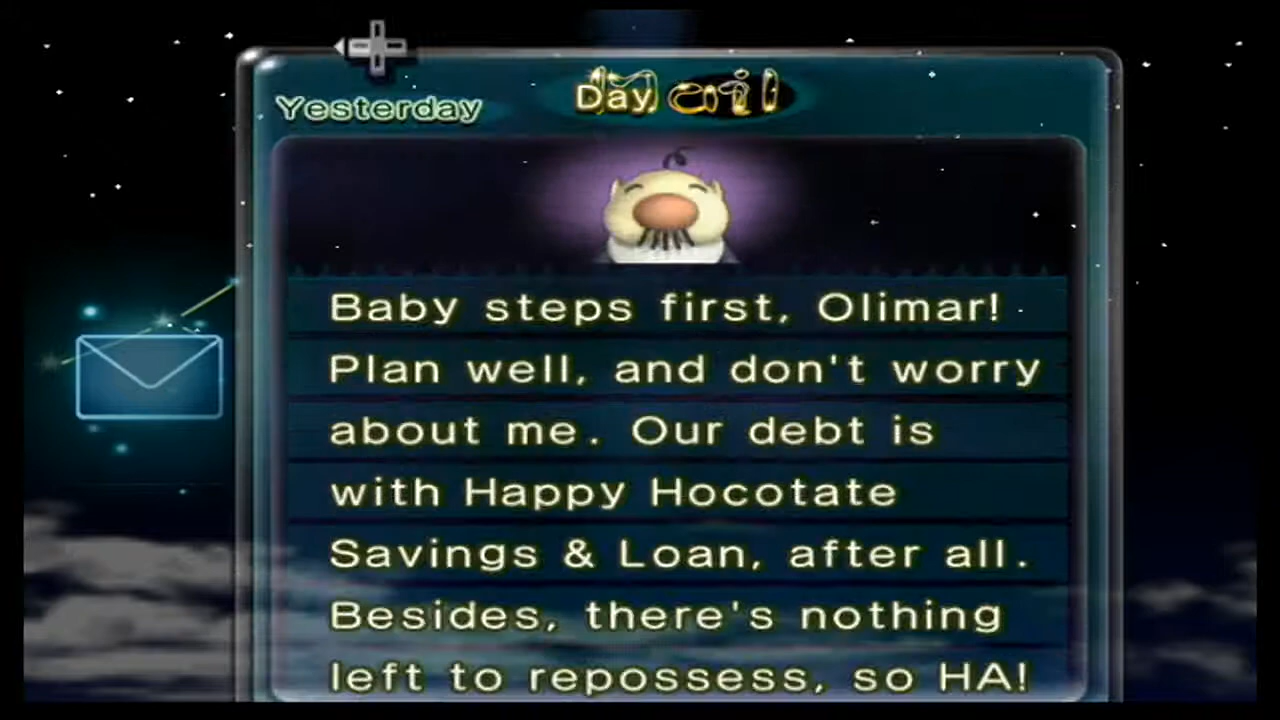 Yesterday
Day
Mail
Baby steps first, Olimar!
Plan well, and don't worry
about me. Our debt is
with Happy Hocotate
Savings & Loan, after all.
Besides, there's nothing
left to repossess, so HA!